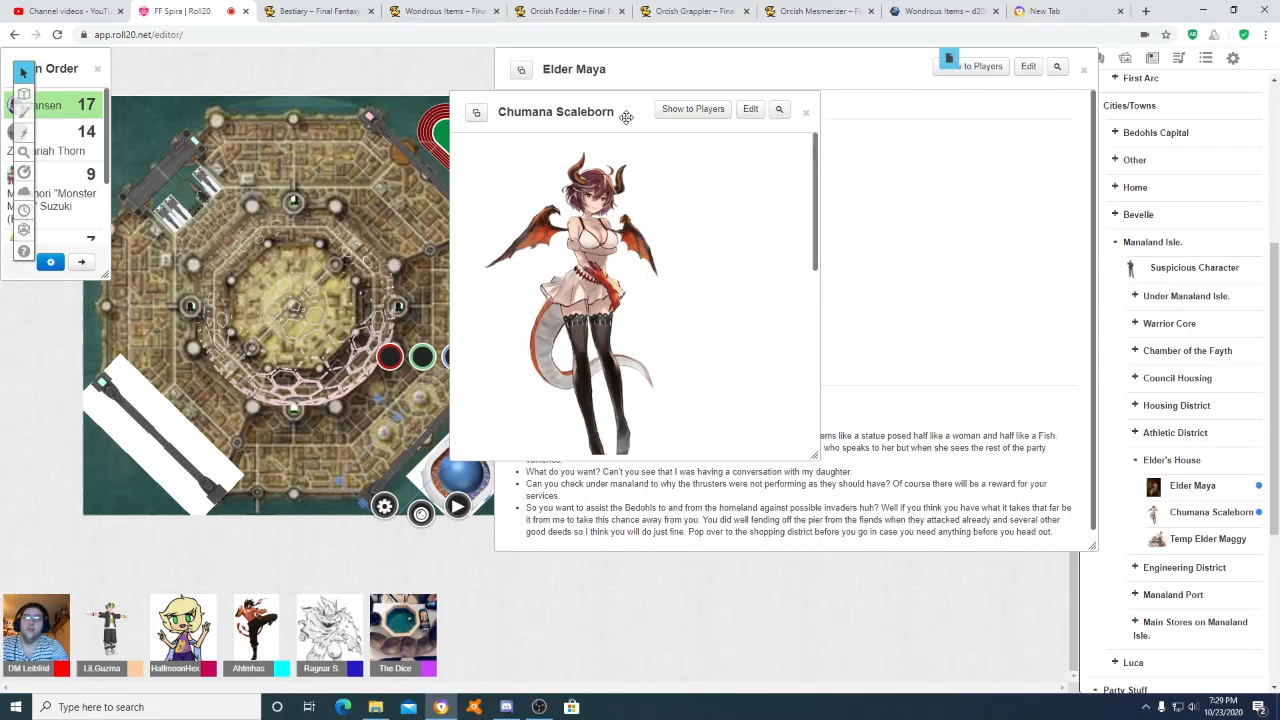 Channel videos - YouTube
FF Spira | Roll20
Bestiary – Final Fantas
Wondrous Items – Fine
Orcish Fodder – Final F
Orcish Grappler – Fina
Orcish Mesmerizer – F
Wondrous Items – d20
New Tab
app.roll20.net/editor/
n Order
ansen 17
14
ariah Thorn
9
hori "Monster
Suzuki
Elder Maya
to Players
Edit
Chumana Scaleborn
Show to Players
Edit
ems like a statue posed half like a woman and half like a Fish.
who speaks to her but when she sees the rest of the party
What do you want? Can't you see that I was having a conversation with my daughter.
Can you check under manaland to why the thrusters were not performing as they should have? Of course there will be a reward for your
services.
So you want to assist the Bedohls to and from the homeland against possible invaders huh? Well if you think you have what it takes that far be
it from me to take this chance away from you. You did well fending off the pier from the fiends when they attacked already and several other
good deeds so I think you will do just fine. Pop over to the shopping district before you go in case you need anything before you head out.
First Arc
Cities/Towns
Bedohls Capital
Other
Home
Bevelle
Manaland Isle.
Suspicious Character
Under Manaland Isle.
Warrior Core
Chamber of the Fayth
Council Housing
Housing District
Athletic District
Elder's House
Elder Maya
Chumana Scaleborn
Temp Elder Maggy
Engineering District
Manaland Port
Main Stores on Manaland
Isle.
Luca
Party Stuff
DM Leibfrid
LiL.Guzma
HalfmoonHex
Ahlmhas
Ragnar S.
The Dice
Type here to search
7:29 PM
10/23/2020
2